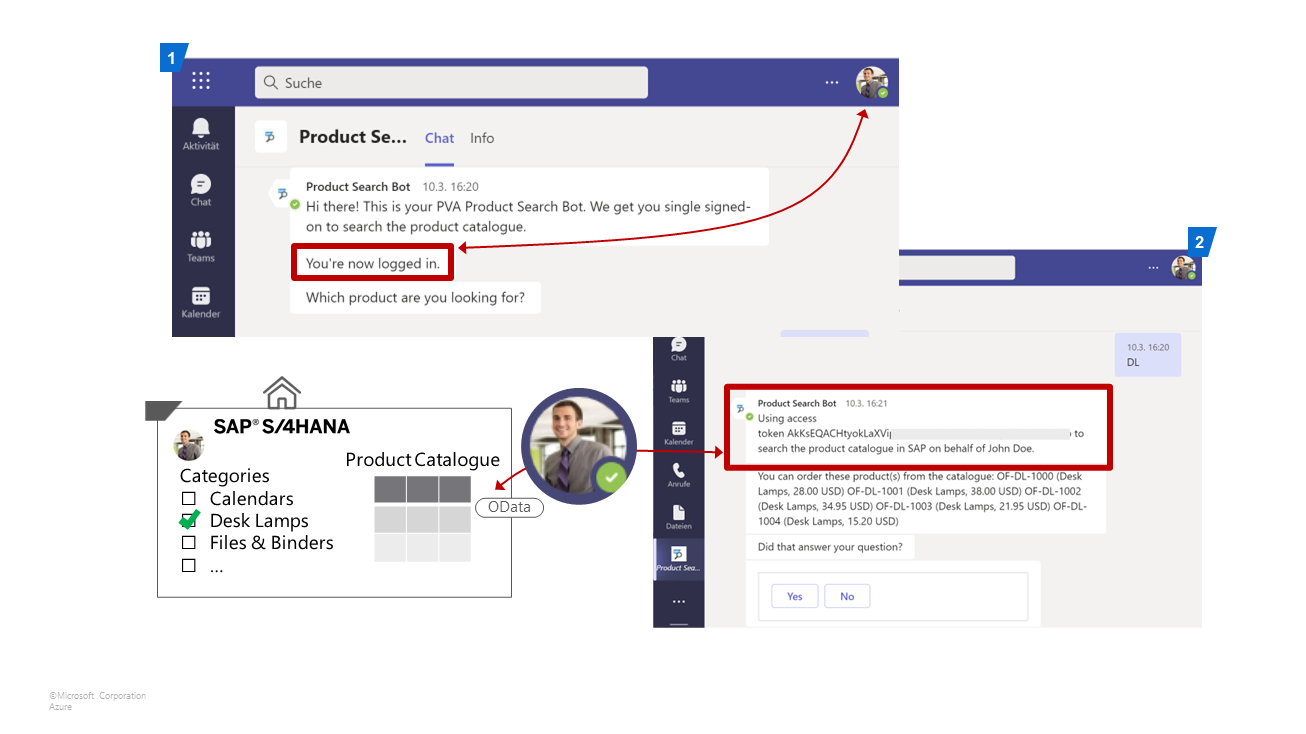 1
Suche
Aktivität
Chat
Teams
Kalender
Product Se... Chat Info
Product Search Bot 10.3. 16:20
Hi there! This is your PVA Product Search Bot. We get you single signed-
on to search the product catalogue.
You're now logged in.
Which product are you looking for?
2
Chat
Teams
Kalender
Anrufe
Dateien
Product Sea...
10.3. 16:20
DL
Product Search Bot 10.3. 16:21
Using access
token to
search the product catalogue in SAP on behalf of John Doe.
You can order these product(s) from the catalogue: OF-DL-1000 (Desk
Lamps, 28.00 USD) OF-DL-1001 (Desk Lamps, 38.00 USD) OF-DL-1002
(Desk Lamps, 34.95 USD) OF-DL-1003 (Desk Lamps, 21.95 USD) OF-DL-
1004 (Desk Lamps, 15.20 USD)
Did that answer your question?
Yes No
SAP® S/4HANA
Categories
Calendars
Desk Lamps
Files & Binders
...
Product Catalogue
OData
©Microsoft Corporation
Azure